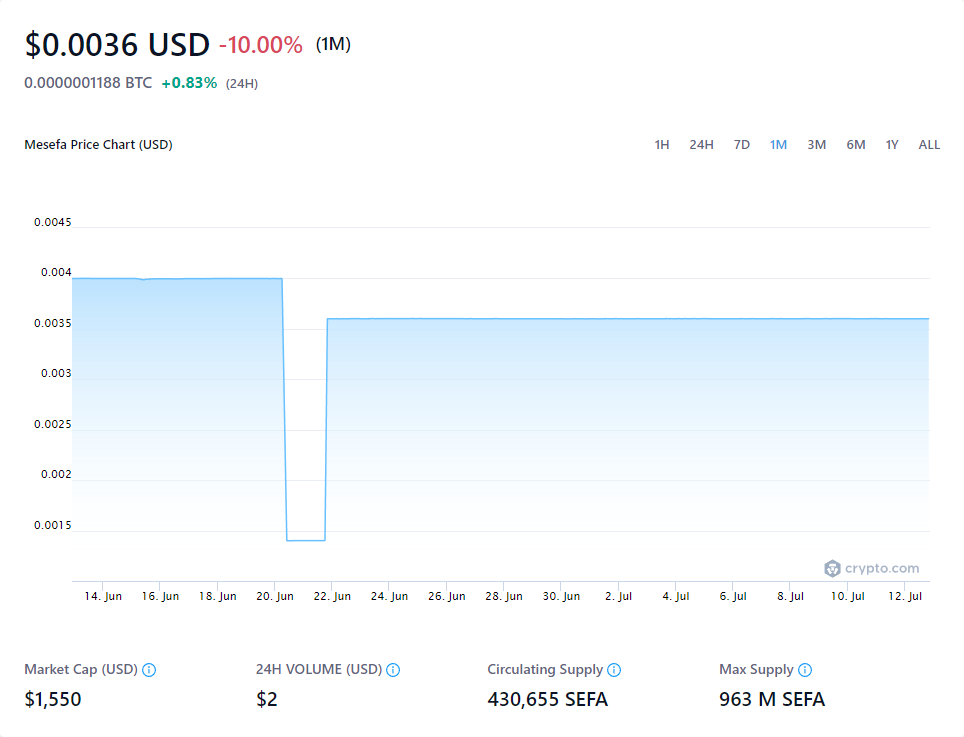 $0.0036 USD -10.00% (1M)
0.0000001188 BTC +0.83% (24H)
Mesefa Price Chart (USD) 1H 24H 7D 1M 3M 6M 1Y ALL
0.0045
0.004
0.0035
0.003
0.0025
0.002
0.0015
crypto.com
14. Jun 16. Jun 18. Jun 20. Jun 22. Jun 24. Jun 26. Jun 28. Jun 30. Jun 2. Jul 4. Jul 6. Jul 8. Jul 10. Jul 12. Jul
Market Cap (USD) 24H VOLUME (USD) Circulating Supply Max Supply
$1,550 $2 430,655 SEFA 963 M SEFA